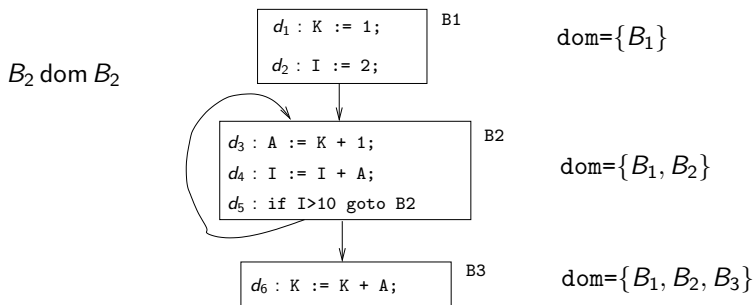 d₁ : K := 1;
B1
dom={B₁}
d₂ : I := 2;
B₂ dom B₂
d₃ : A := K + 1;
B2
d₄ : I := I + A;
dom={B₁, B₂}
d₅ : if I>10 goto B2
d₆ : K := K + A;
B3
dom={B₁, B₂, B₃}